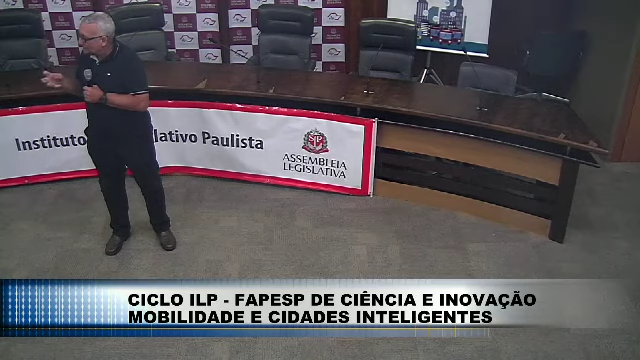 Instituto
lativo Paulista
ASSEMBLEIA
LEGISLATIVA
CICLO ILP - FAPESP DE CIÊNCIA E INOVAÇÃO
MOBILIDADE E CIDADES INTELIGENTES